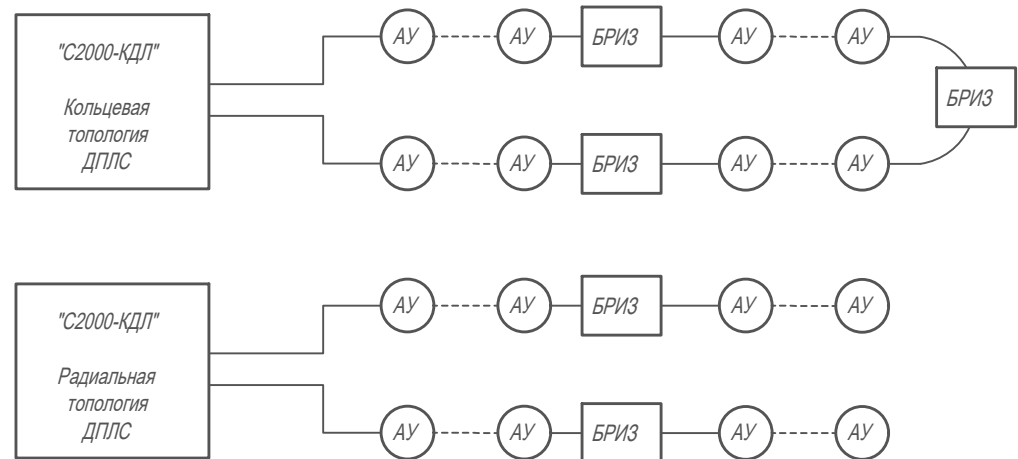 "С2000-КДЛ"
Кольцевая
топология
ДПЛС
АУ АУ БРИЗ АУ АУ
БРИЗ
АУ АУ БРИЗ АУ АУ
"С2000-КДЛ"
Радиальная
топология
ДПЛС
АУ АУ БРИЗ АУ АУ
АУ АУ БРИЗ АУ АУ